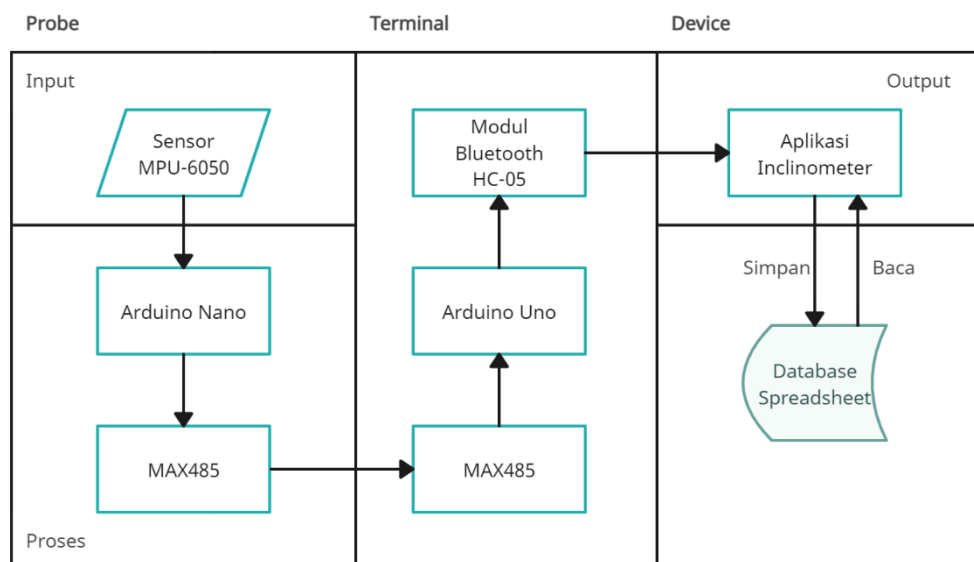 Probe
Terminal
Device
Input
Output
Sensor
MPU-6050
Modul
Bluetooth
HC-05
Aplikasi
Inclinometer
Simpan
Baca
Arduino Nano
Arduino Uno
Database
Spreadsheet
MAX485
MAX485
Proses